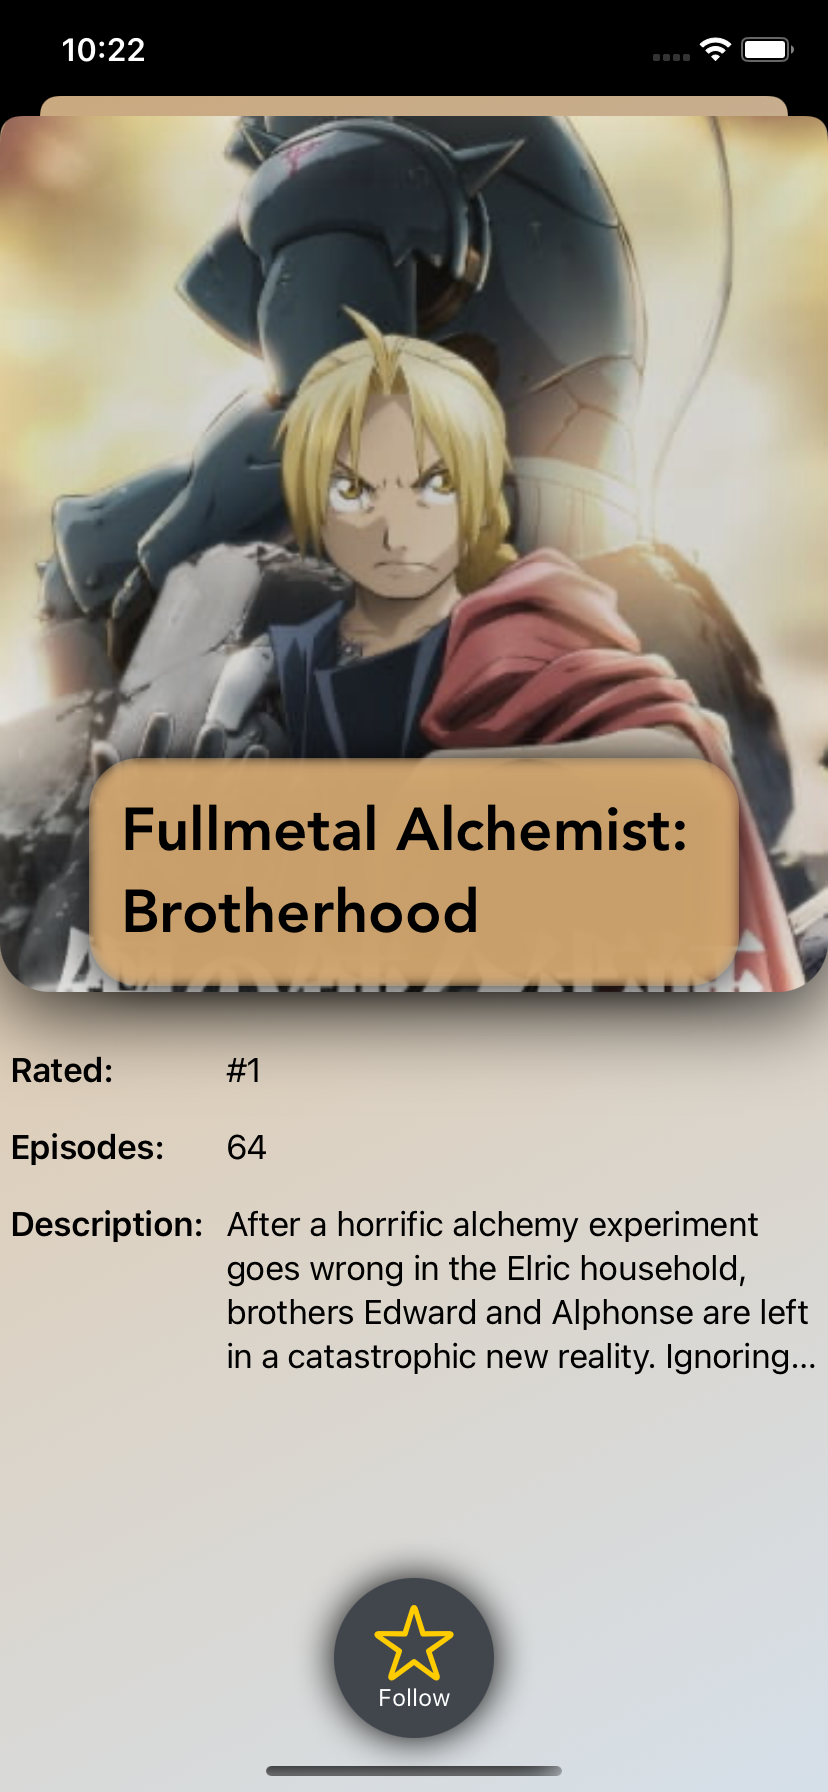 10:22
Fullmetal Alchemist:
Brotherhood
Rated: #1
Episodes: 64
Description: After a horrific alchemy experiment
goes wrong in the Elric household,
brothers Edward and Alphonse are left
in a catastrophic new reality. Ignoring...
Follow